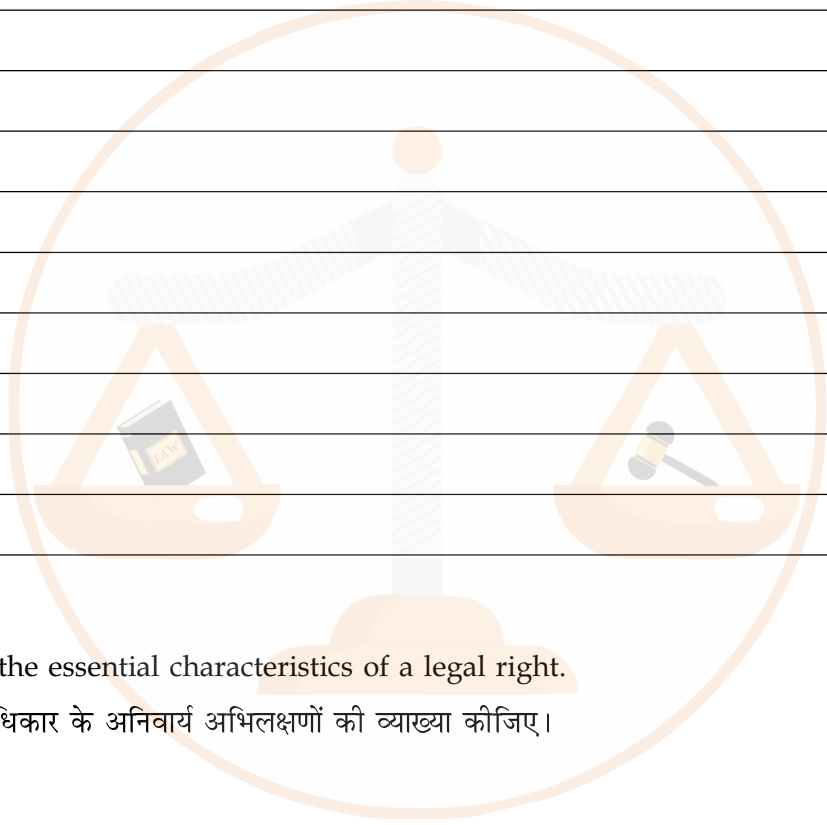 LAW
the essential characteristics of a legal right.
धिकार के अनिवार्य अभिलक्षणों की व्याख्या कीजिए।